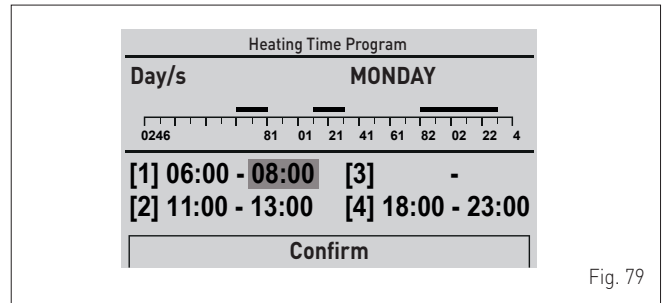 Heating Time Program
Day/s MONDAY
0246 81 01 21 41 61 82 02 22 4
[1] 06:00 - 08:00 [3] -
[2] 11:00 - 13:00 [4] 18:00 - 23:00
Confirm
Fig. 79